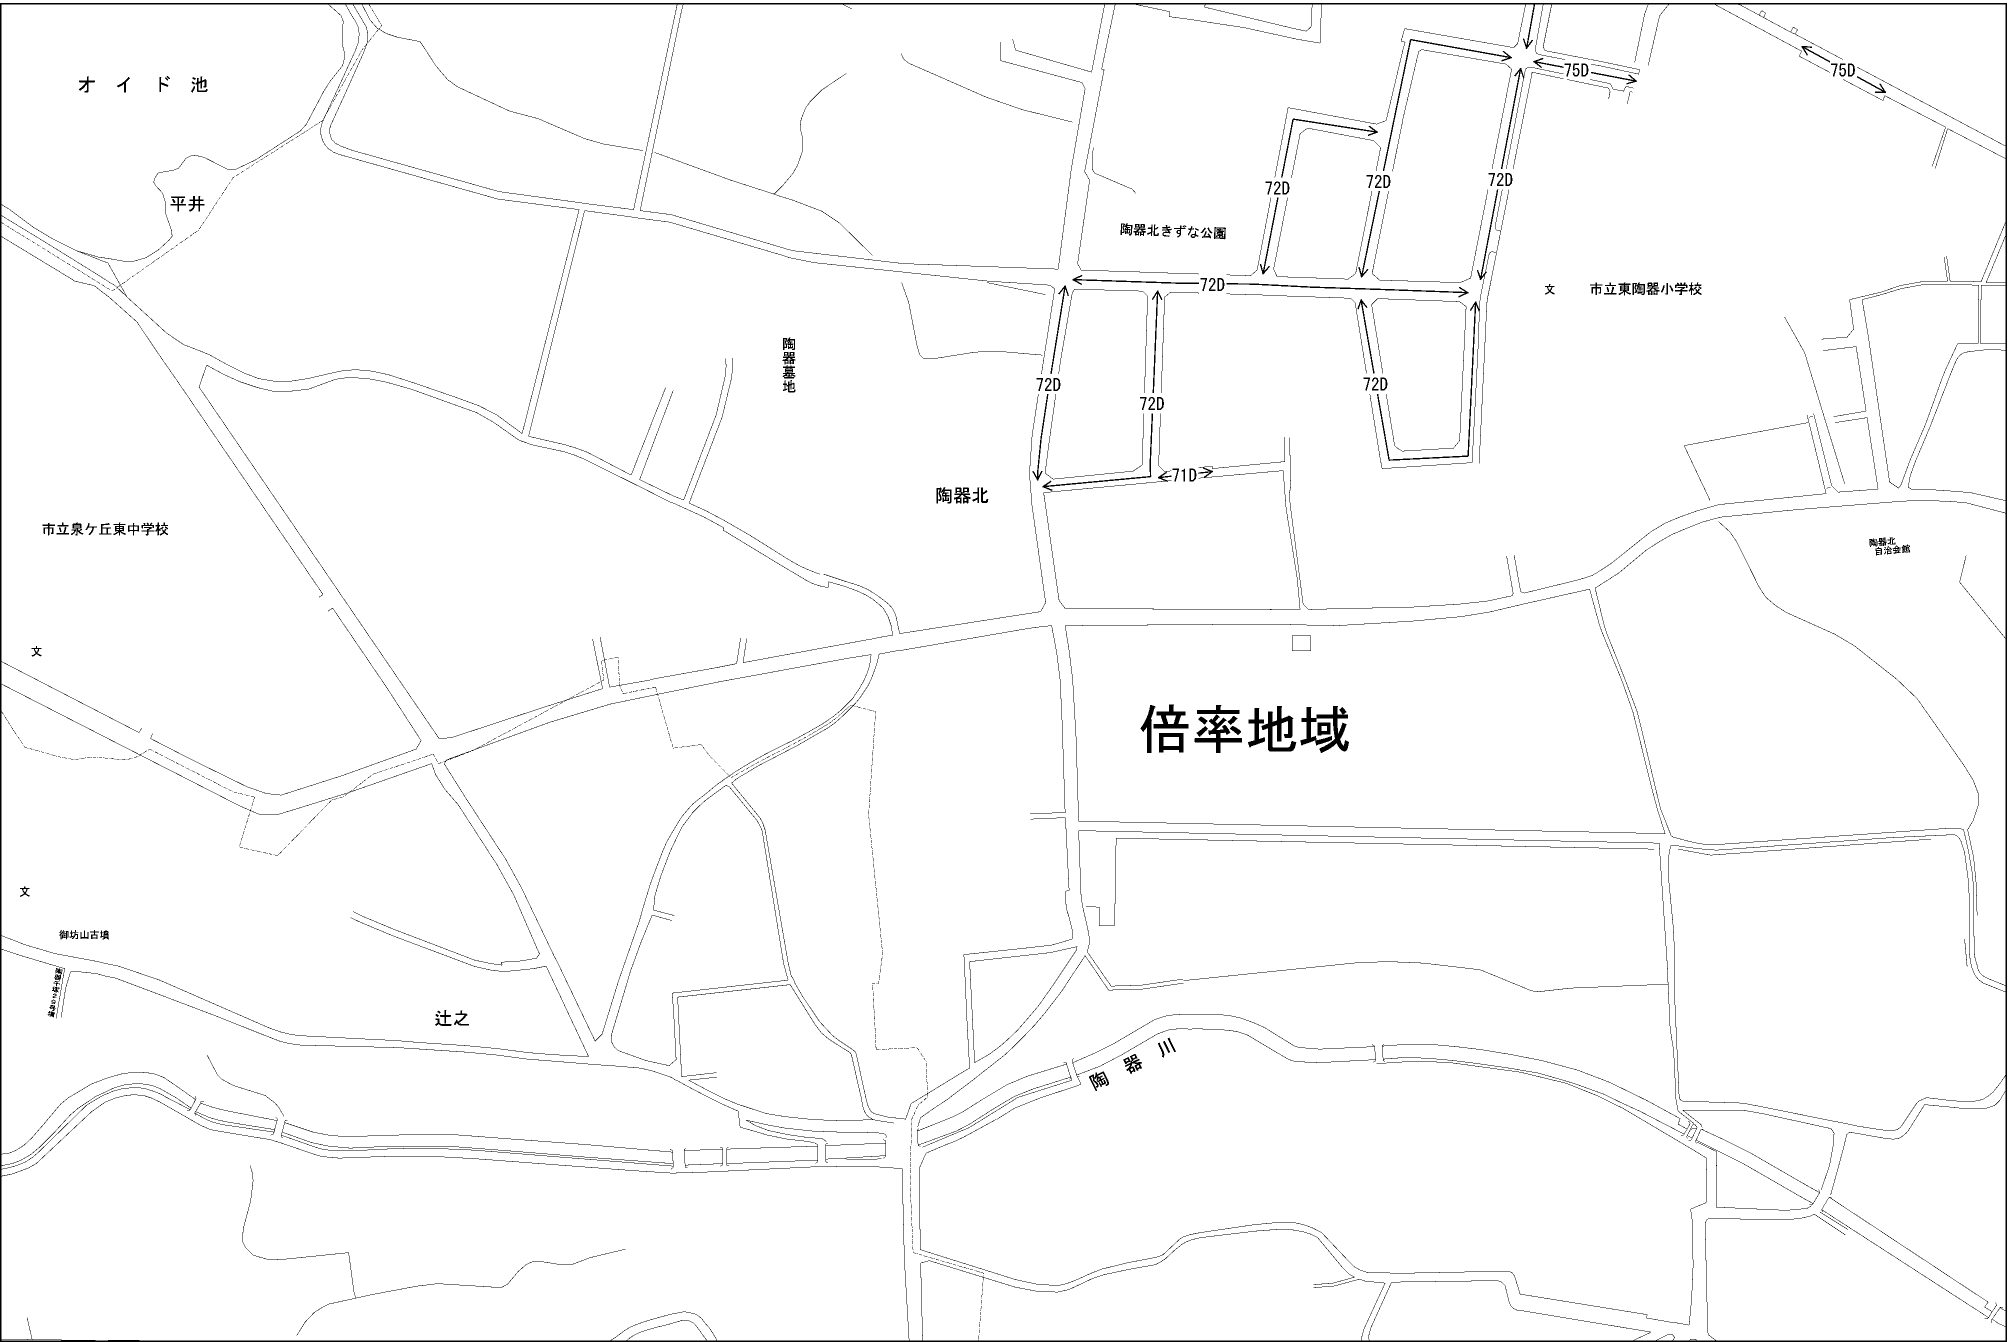 オイド池
75D
75D
平井
72D
72D
72D
陶器北きずな公園
72D
文
市立東陶器小学校
陶器墓地
72D
72D
72D
71D
陶器北
市立泉ケ丘東中学校
陶器北
自治会館
文
倍率地域
文
御坊山古墳
辻之
陶器川